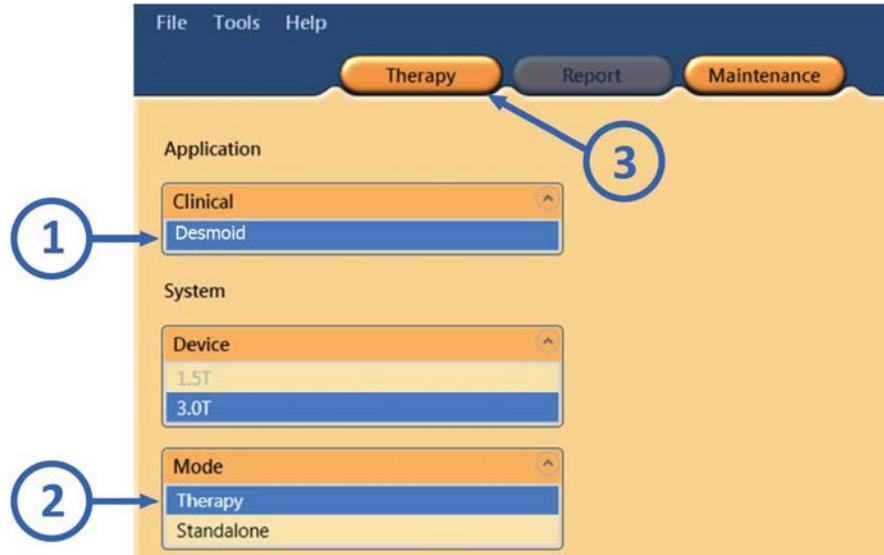 File Tools Help
Therapy Report Maintenance
3
Application
Clinical
1
Desmoid
System
Device
1.5T
3.0T
Mode
2
Therapy
Standalone